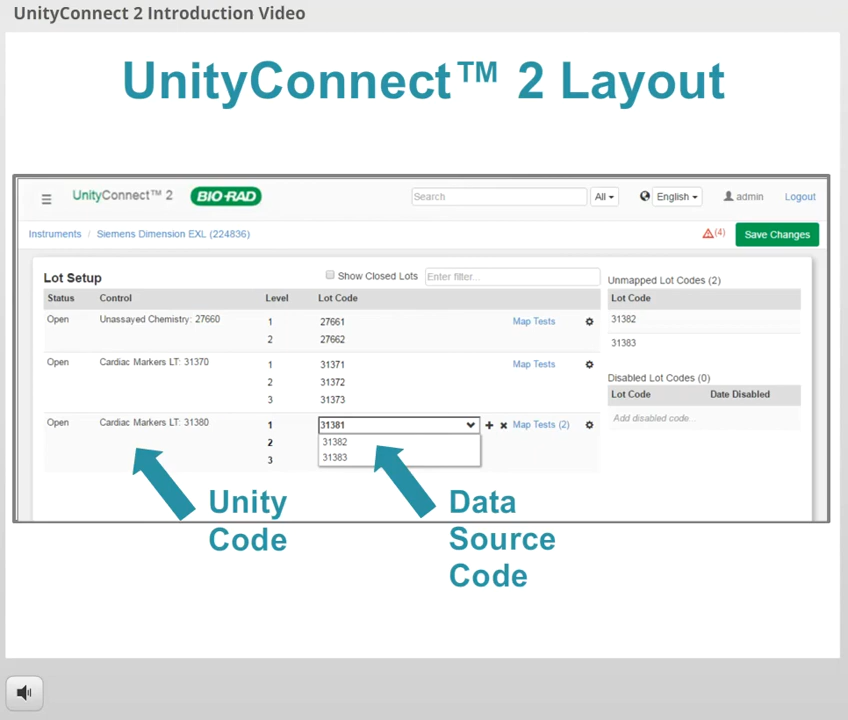 UnityConnect 2 Introduction Video
UnityConnect™ 2 Layout
UnityConnect™ 2 BIO-RAD Search All English admin Logout
Instruments / Siemens Dimension EXL (224836) (4) Save Changes
Lot Setup Show Closed Lots Enter filter... Unmapped Lot Codes (2)
Status Control Level Lot Code Lot Code
Open Unassayed Chemistry: 27660 1 27661 Map Tests 31382
2 27662 31383
Open Cardiac Markers LT: 31370 1 31371 Map Tests
2 31372 Disabled Lot Codes (0)
3 31373 Lot Code Date Disabled
Open Cardiac Markers LT: 31380 1 31381 Map Tests (2) Add disabled code...
2 31382
3 31383
Unity
Code
Data
Source
Code